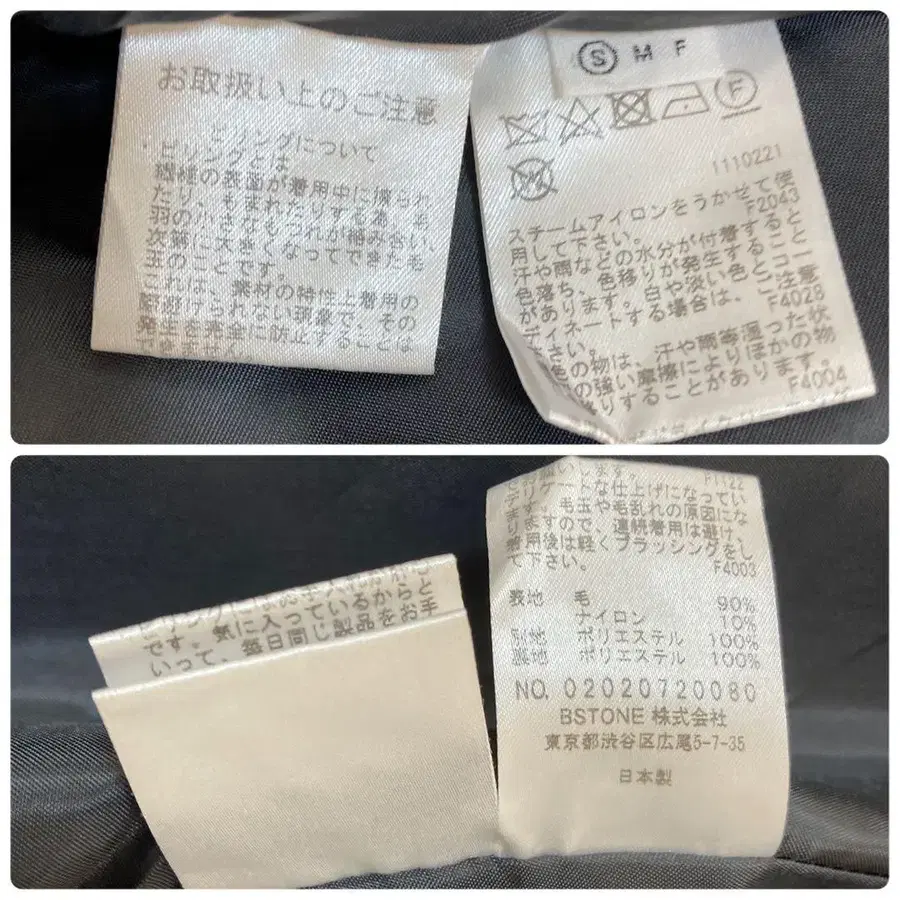 お取扱い上のご注意
ピリングについて
・ピリングとは
繊維の表面が着用中に擦られ
たり、もまれたりする為、毛
羽の小さなもつれが絡み合い、
次第に大きくなってできた毛
玉のことです。
これは、素材の特性上着用の
際避けられない現象で、その
発生を完全に防止することは
できません。
S M F
F
1110221
スチームアイロンをうかせて使
用して下さい。 F2043
汗や雨などの水分が付着すると
色落ち、色移りが発生すること
があります。白や淡い色とコー
ディネートする場合は、ご注意
下さい。 F4028
色の物は、汗や雨等湿った状
の強い摩擦によりほかの物
移りすることがあります。
F4004
します。 F1122
デリケートな仕上げになってい
ます。毛玉や毛乱れの原因にな
りますので、連続着用は避け、
着用後は軽くブラッシングをし
て下さい。 F4003
表地 毛 90%
ナイロン 10%
ポリエステル 100%
裏地 ポリエステル 100%
NO. 02020720080
BSTONE 株式会社
東京都渋谷区広尾5-7-35
日本製
です。気に入っているからと
いって、毎日同じ製品をお手